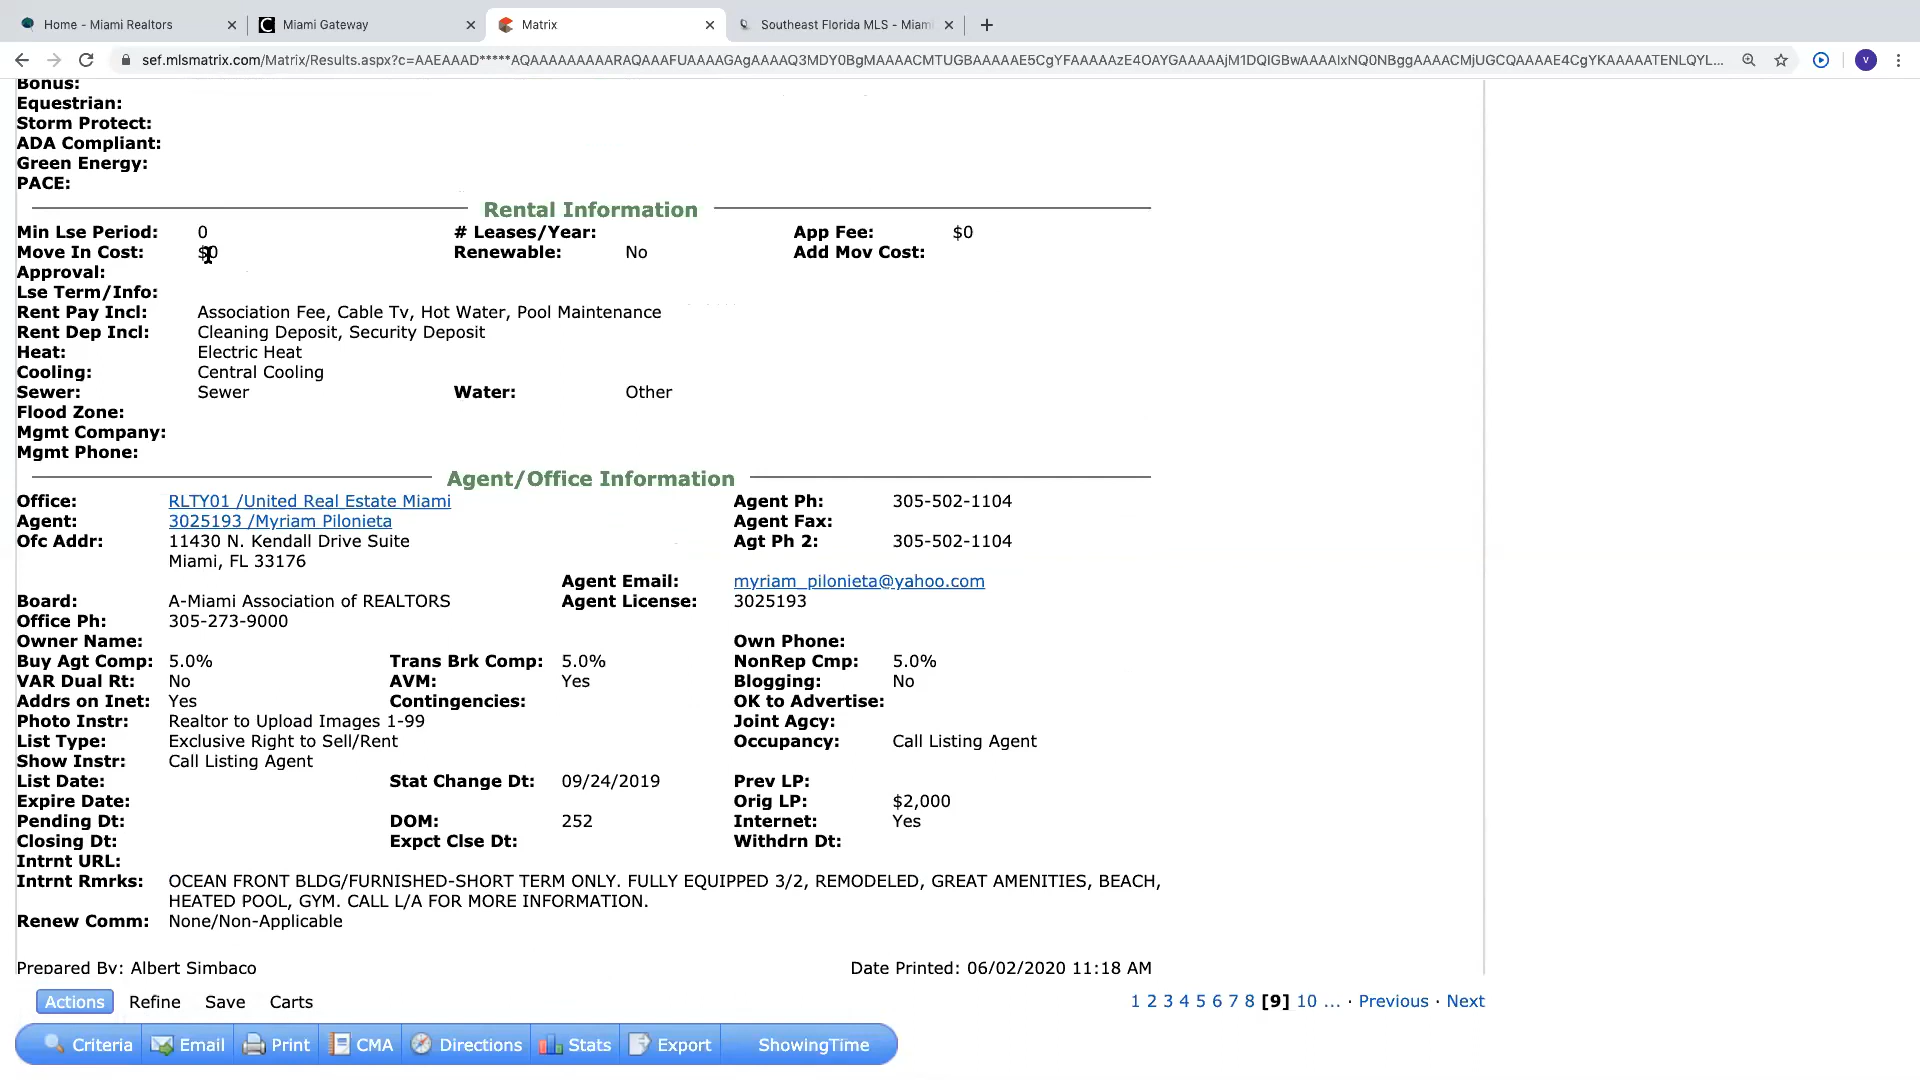 Home - Miami Realtors
Miami Gateway
Matrix
Southeast Florida MLS - Miami
sef.mlsmatrix.com/Matrix/Results.aspx?c=AAEAAAD*****AQAAAAAAAAARAQAAAFUAAAAGAgAAAAQ3MDY0BgMAAAACMTUGBAAAAAE5CgYFAAAAAzE4OAYGAAAAAjM1DQIGBwAAAAIxNQ0NBggAAAACMjUGCQAAAAE4CgYKAAAAATENLQYL...
V
Bonus:
Equestrian:
Storm Protect:
ADA Compliant:
Green Energy:
PACE:
Rental Information
Min Lse Period: 0 # Leases/Year: App Fee: $0
Move In Cost: $0 Renewable: No Add Mov Cost:
Approval:
Lse Term/Info:
Rent Pay Incl: Association Fee, Cable Tv, Hot Water, Pool Maintenance
Rent Dep Incl: Cleaning Deposit, Security Deposit
Heat: Electric Heat
Cooling: Central Cooling
Sewer: Sewer Water: Other
Flood Zone:
Mgmt Company:
Mgmt Phone:
Agent/Office Information
Office: RLTY01 /United Real Estate Miami Agent Ph: 305-502-1104
Agent: 3025193 /Myriam Pilonieta Agent Fax:
Ofc Addr: 11430 N. Kendall Drive Suite Agt Ph 2: 305-502-1104
Miami, FL 33176
Agent Email: myriam_pilonieta@yahoo.com
Board: A-Miami Association of REALTORS Agent License: 3025193
Office Ph: 305-273-9000
Owner Name: Own Phone:
Buy Agt Comp: 5.0% Trans Brk Comp: 5.0% NonRep Cmp: 5.0%
VAR Dual Rt: No AVM: Yes Blogging: No
Addrs on Inet: Yes Contingencies: OK to Advertise:
Photo Instr: Realtor to Upload Images 1-99 Joint Agcy:
List Type: Exclusive Right to Sell/Rent Occupancy: Call Listing Agent
Show Instr: Call Listing Agent
List Date: Stat Change Dt: 09/24/2019 Prev LP:
Expire Date: Orig LP: $2,000
Pending Dt: DOM: 252 Internet: Yes
Closing Dt: Expct Clse Dt: Withdrn Dt:
Intrnt URL:
Intrnt Rmrks: OCEAN FRONT BLDG/FURNISHED-SHORT TERM ONLY. FULLY EQUIPPED 3/2, REMODELED, GREAT AMENITIES, BEACH,
HEATED POOL, GYM. CALL L/A FOR MORE INFORMATION.
Renew Comm: None/Non-Applicable
Prepared By: Albert Simbaco Date Printed: 06/02/2020 11:18 AM
Actions Refine Save Carts 1 2 3 4 5 6 7 8 [9] 10 ... · Previous · Next
Criteria Email Print CMA Directions Stats Export ShowingTime